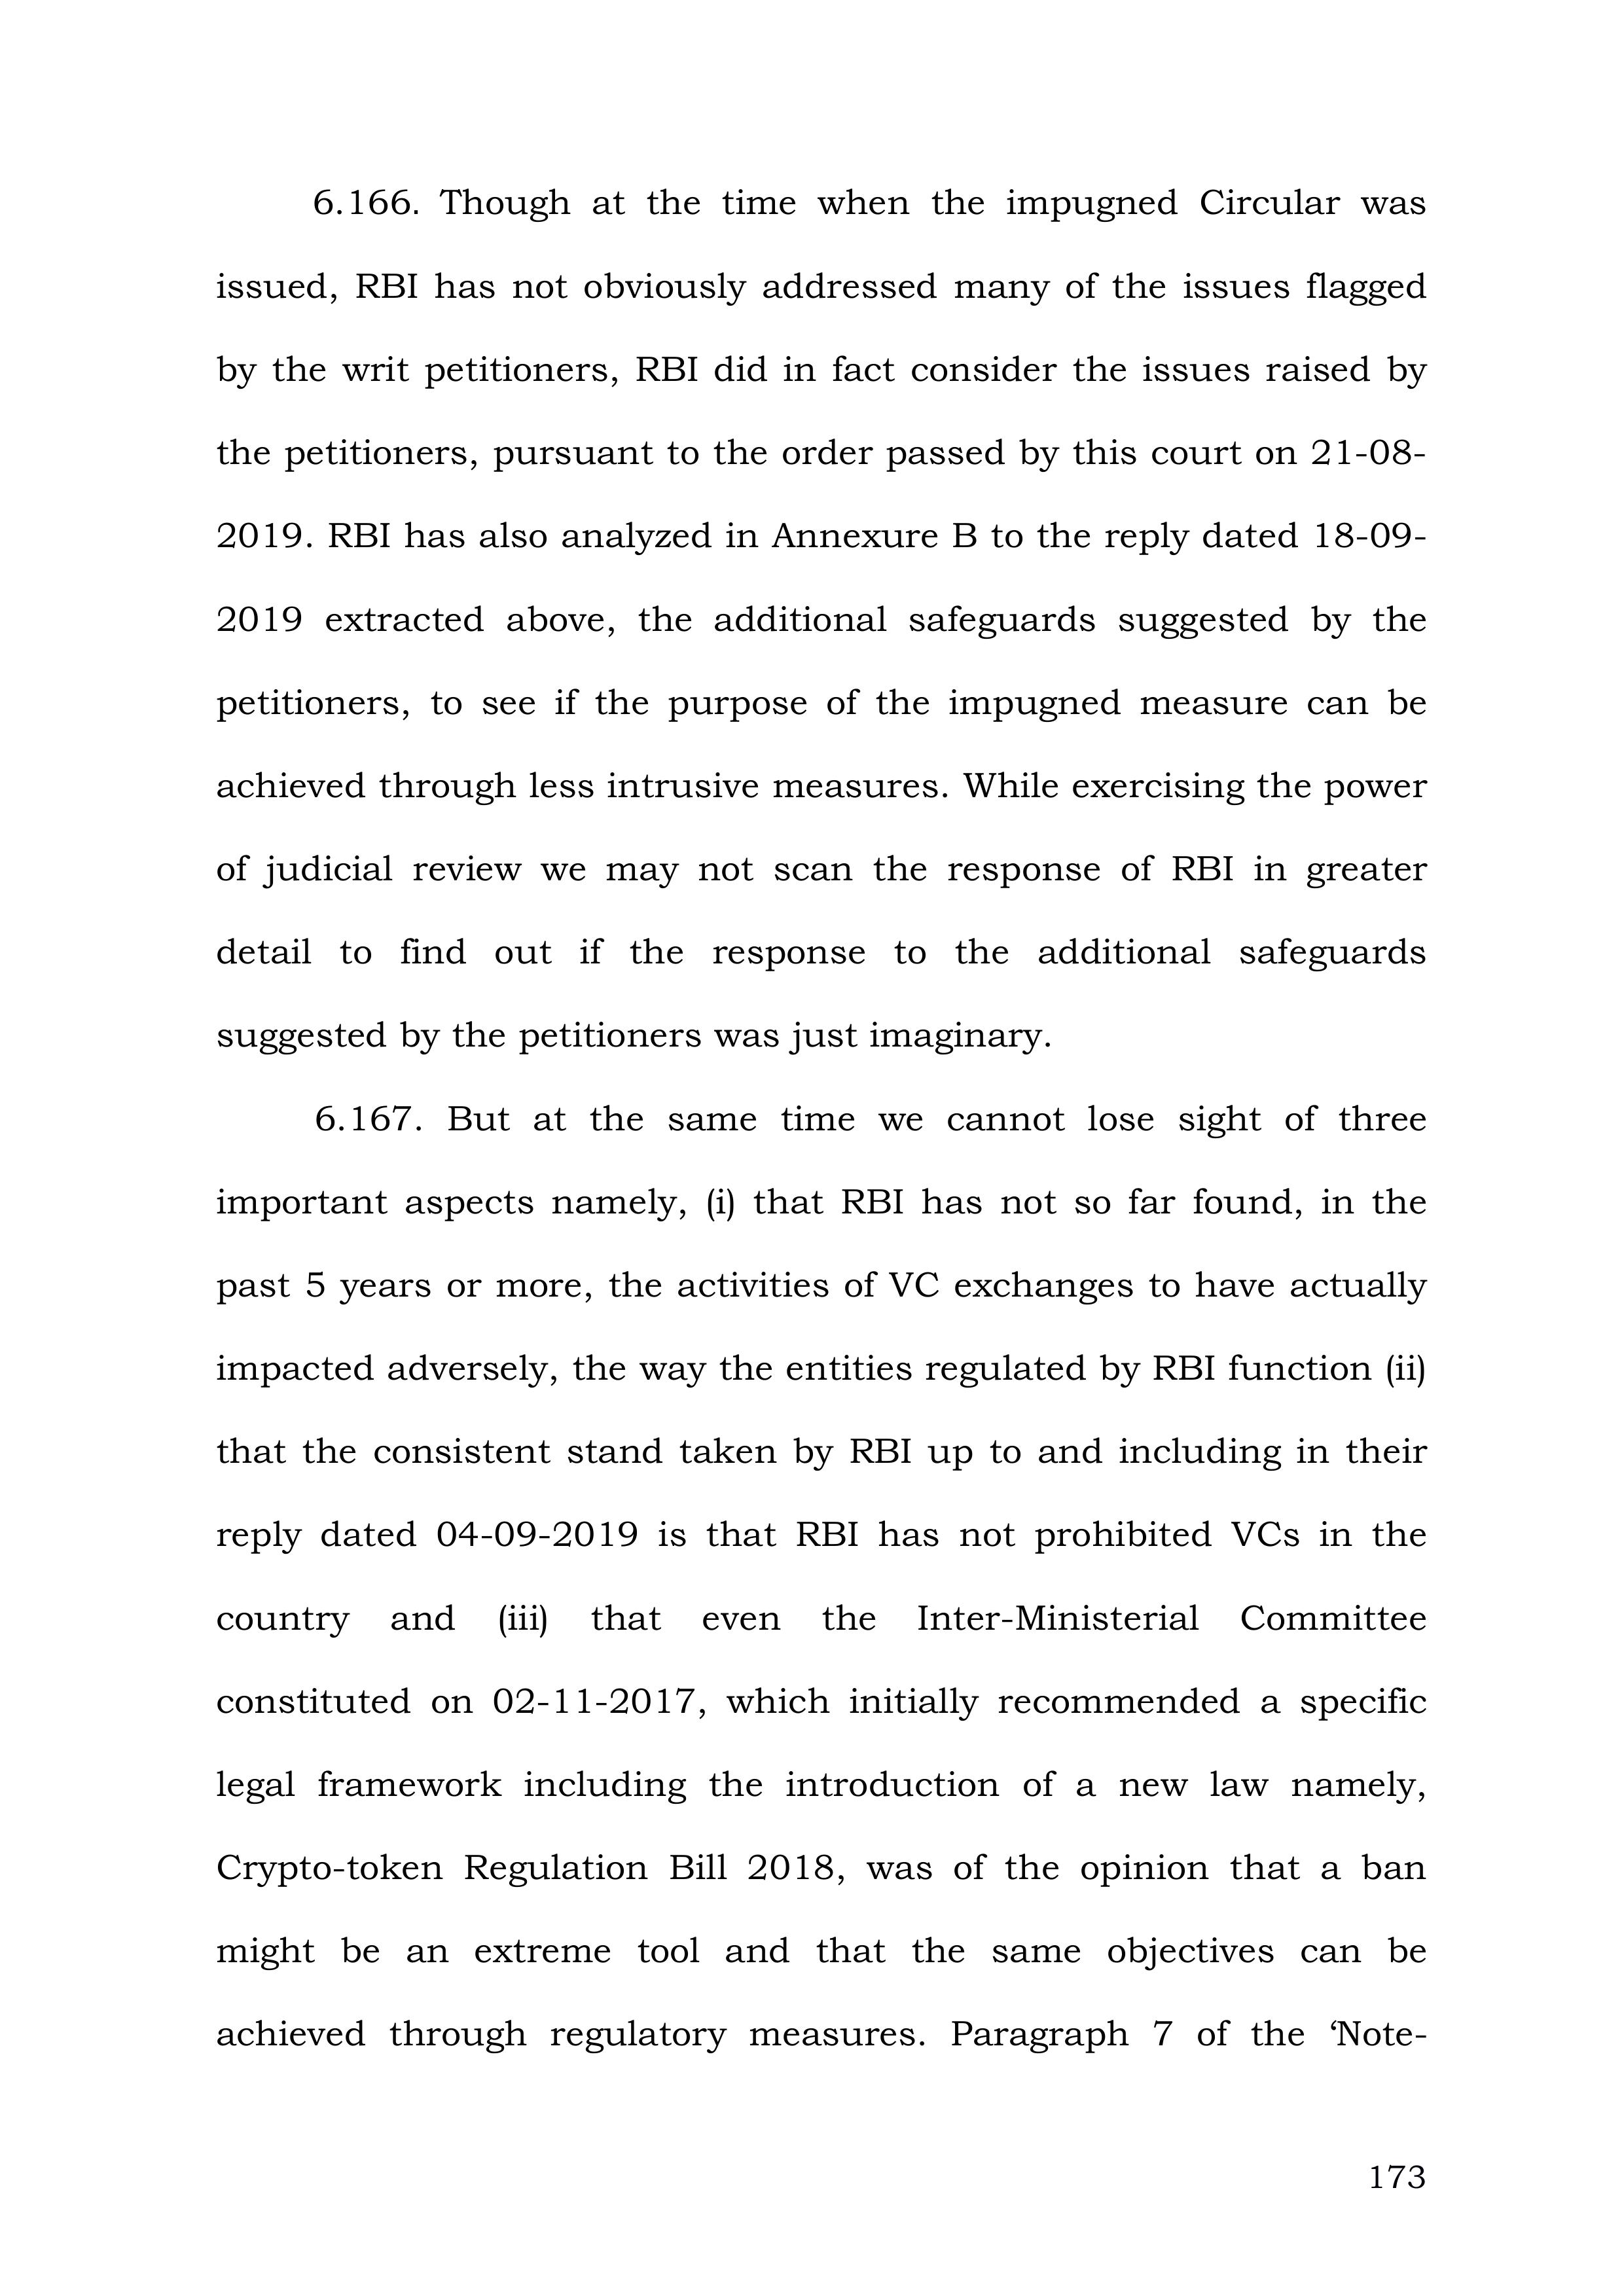 6.166. Though at the time when the impugned Circular was
issued, RBI has not obviously addressed many of the issues flagged
by the writ petitioners, RBI did in fact consider the issues raised by
the petitioners, pursuant to the order passed by this court on 21-08-
2019. RBI has also analyzed in Annexure B to the reply dated 18-09-
2019 extracted above, the additional safeguards suggested by the
petitioners, to see if the purpose of the impugned measure can be
achieved through less intrusive measures. While exercising the power
of judicial review we may not scan the response of RBI in greater
detail to find out if the response to the additional safeguards
suggested by the petitioners was just imaginary.
6.167. But at the same time we cannot lose sight of three
important aspects namely, (i) that RBI has not so far found, in the
past 5 years or more, the activities of VC exchanges to have actually
impacted adversely, the way the entities regulated by RBI function (ii)
that the consistent stand taken by RBI up to and including in their
reply dated 04-09-2019 is that RBI has not prohibited VCs in the
country and (iii) that even the Inter-Ministerial Committee
constituted on 02-11-2017, which initially recommended a specific
legal framework including the introduction of a new law namely,
Crypto-token Regulation Bill 2018, was of the opinion that a ban
might be an extreme tool and that the same objectives can be
achieved through regulatory measures. Paragraph 7 of the ‘Note-
173